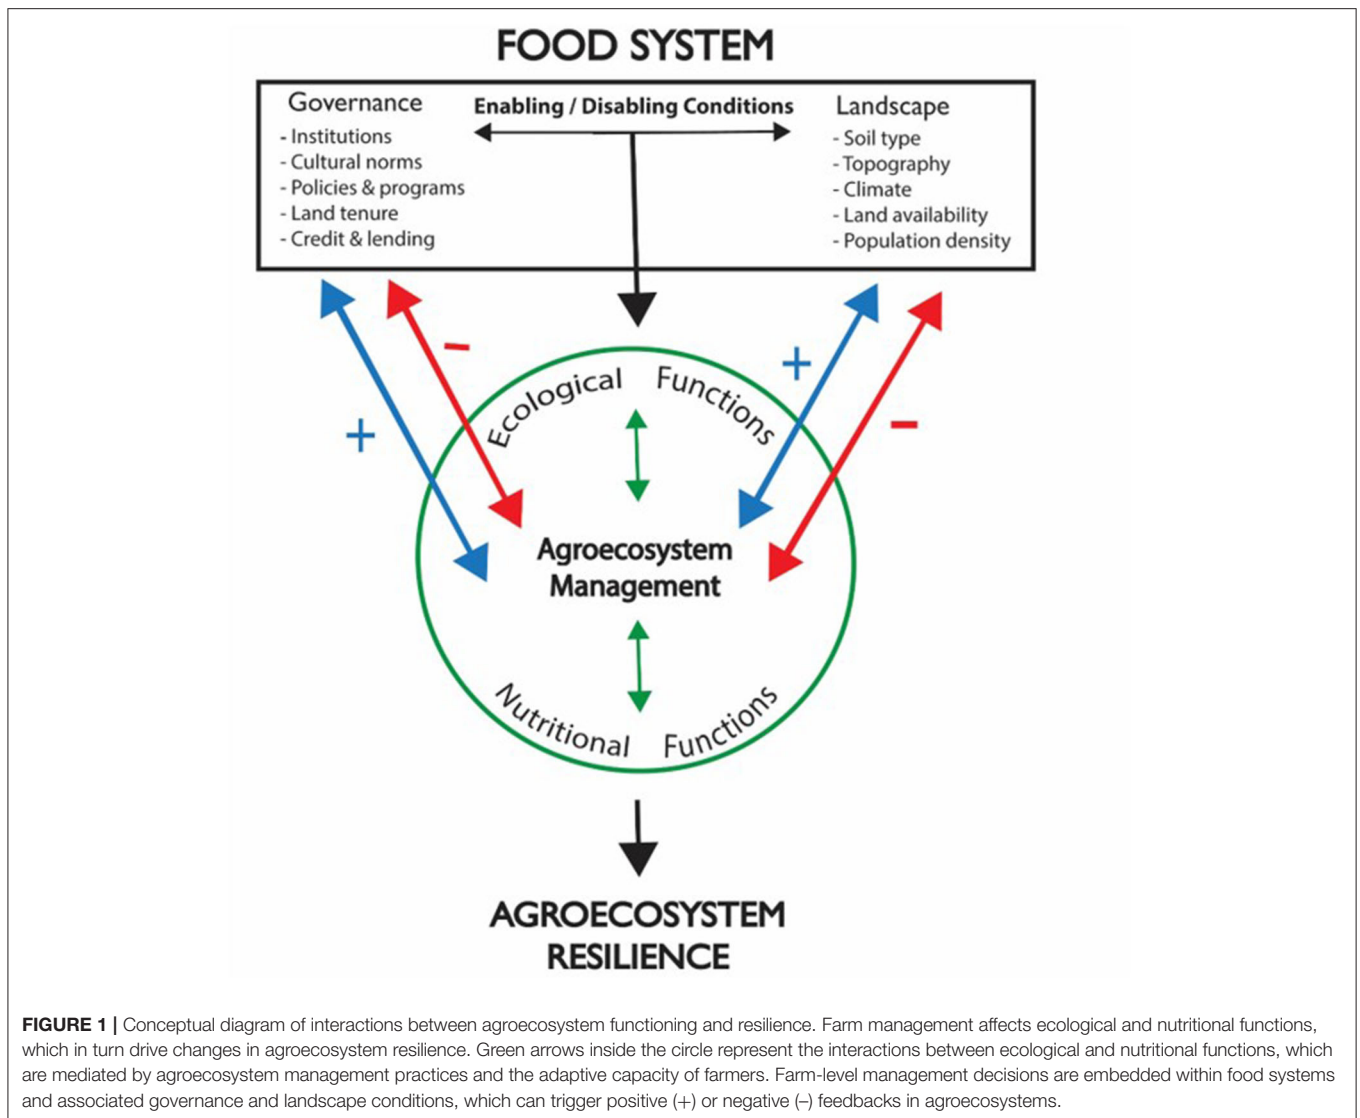 FOOD SYSTEM
Governance
- Institutions
- Cultural norms
- Policies & programs
- Land tenure
- Credit & lending
Enabling / Disabling Conditions
Landscape
- Soil type
- Topography
- Climate
- Land availability
- Population density
+
–
+
–
Ecological Functions
Agroecosystem
Management
Nutritional Functions
AGROECOSYSTEM
RESILIENCE
FIGURE 1 | Conceptual diagram of interactions between agroecosystem functioning and resilience. Farm management affects ecological and nutritional functions,
which in turn drive changes in agroecosystem resilience. Green arrows inside the circle represent the interactions between ecological and nutritional functions, which
are mediated by agroecosystem management practices and the adaptive capacity of farmers. Farm-level management decisions are embedded within food systems
and associated governance and landscape conditions, which can trigger positive (+) or negative (–) feedbacks in agroecosystems.